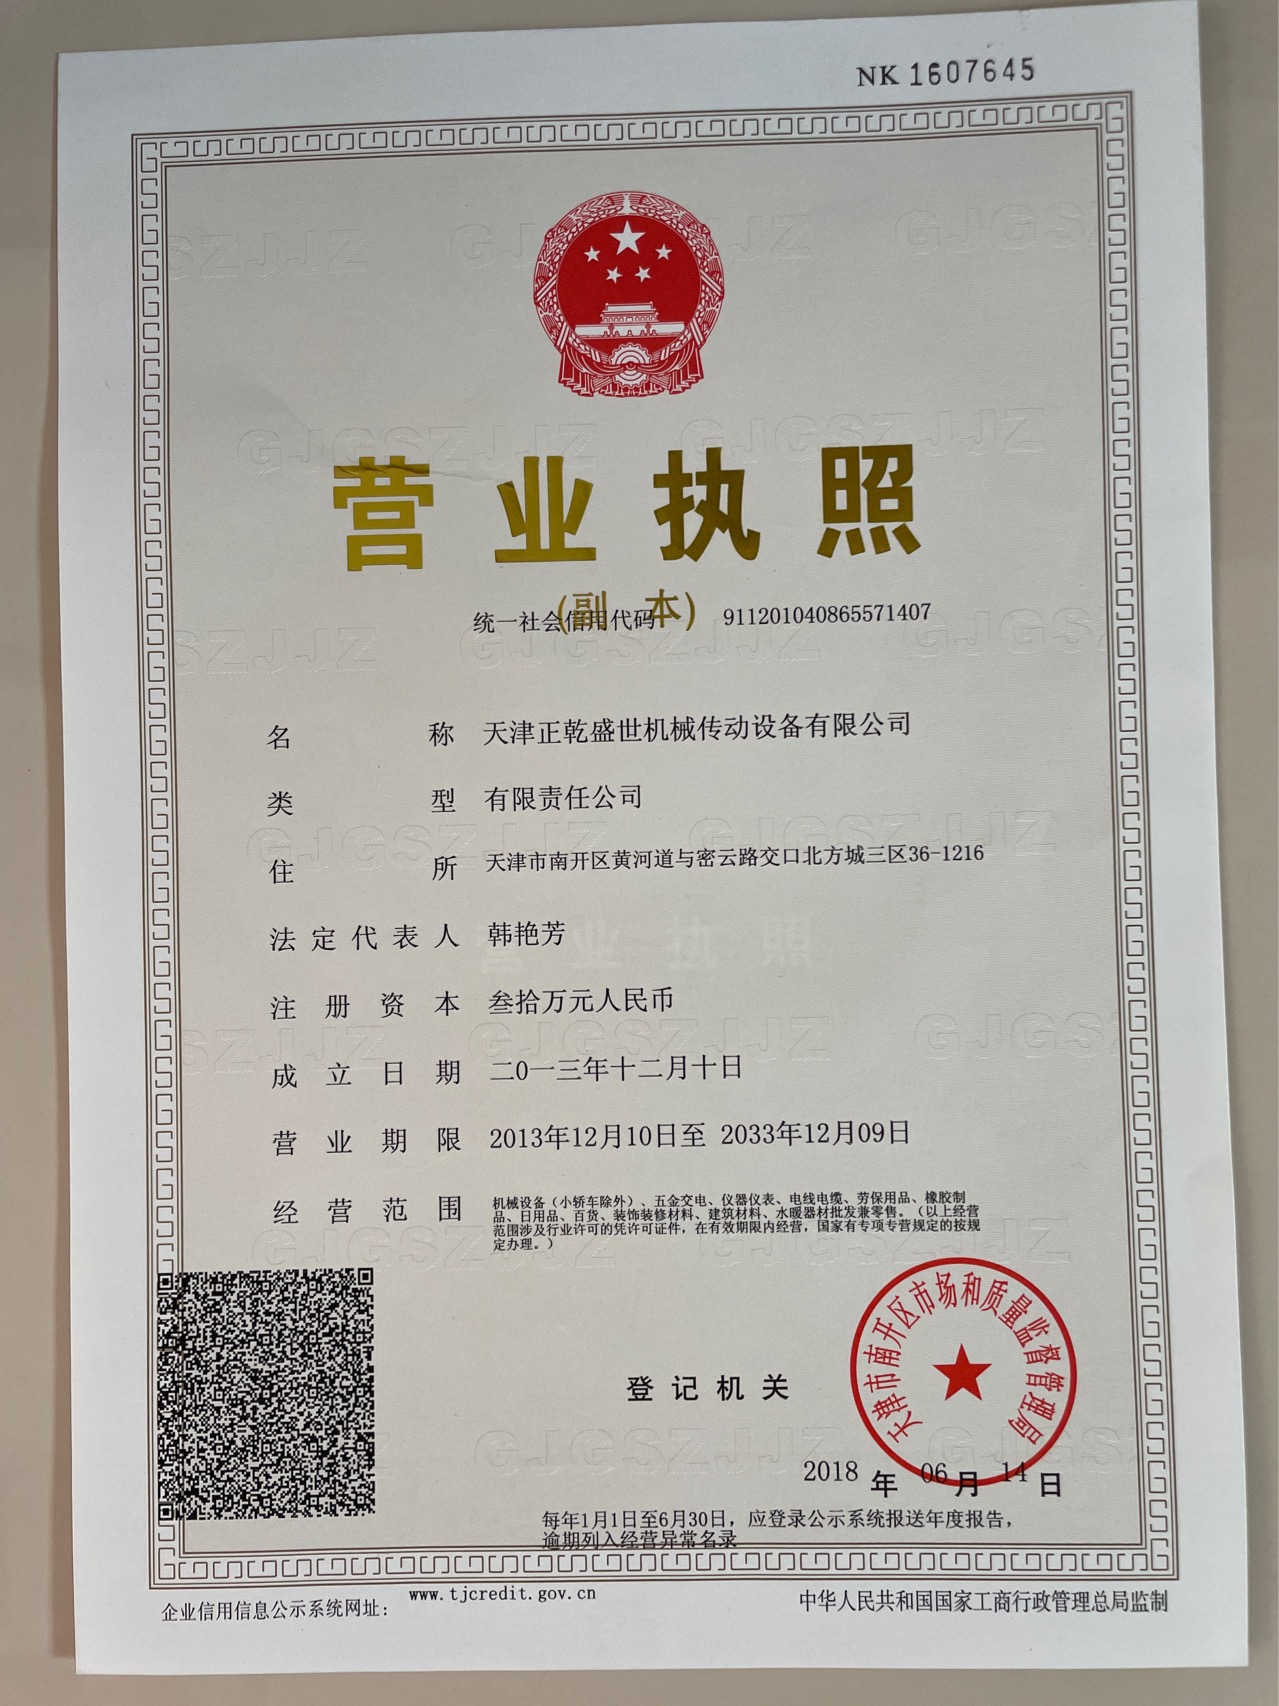 NK 1607645
营业执照
(副 本)
统一社会信用代码 911201040865571407
名称 天津正乾盛世机械传动设备有限公司
类型 有限责任公司
住所 天津市南开区黄河道与密云路交口北方城三区36-1216
法定代表人 韩艳芳
注册资本 叁拾万元人民币
成立日期 二0一三年十二月十日
营业期限 2013年12月10日至 2033年12月09日
经营范围 机械设备（小轿车除外）、五金交电、仪器仪表、电线电缆、劳保用品、橡胶制
品、日用品、百货、装饰装修材料、建筑材料、水暖器材批发兼零售。（以上经营
范围涉及行业许可的凭许可证件，在有效期限内经营，国家有专项专营规定的按规
定办理。）
天津市南开区市场和质量监督管理局
登记机关
2018 年 06 月 14 日
每年1月1日至6月30日，应登录公示系统报送年度报告，
逾期列入经营异常名录
企业信用信息公示系统网址： www.tjcredit.gov.cn
中华人民共和国国家工商行政管理总局监制